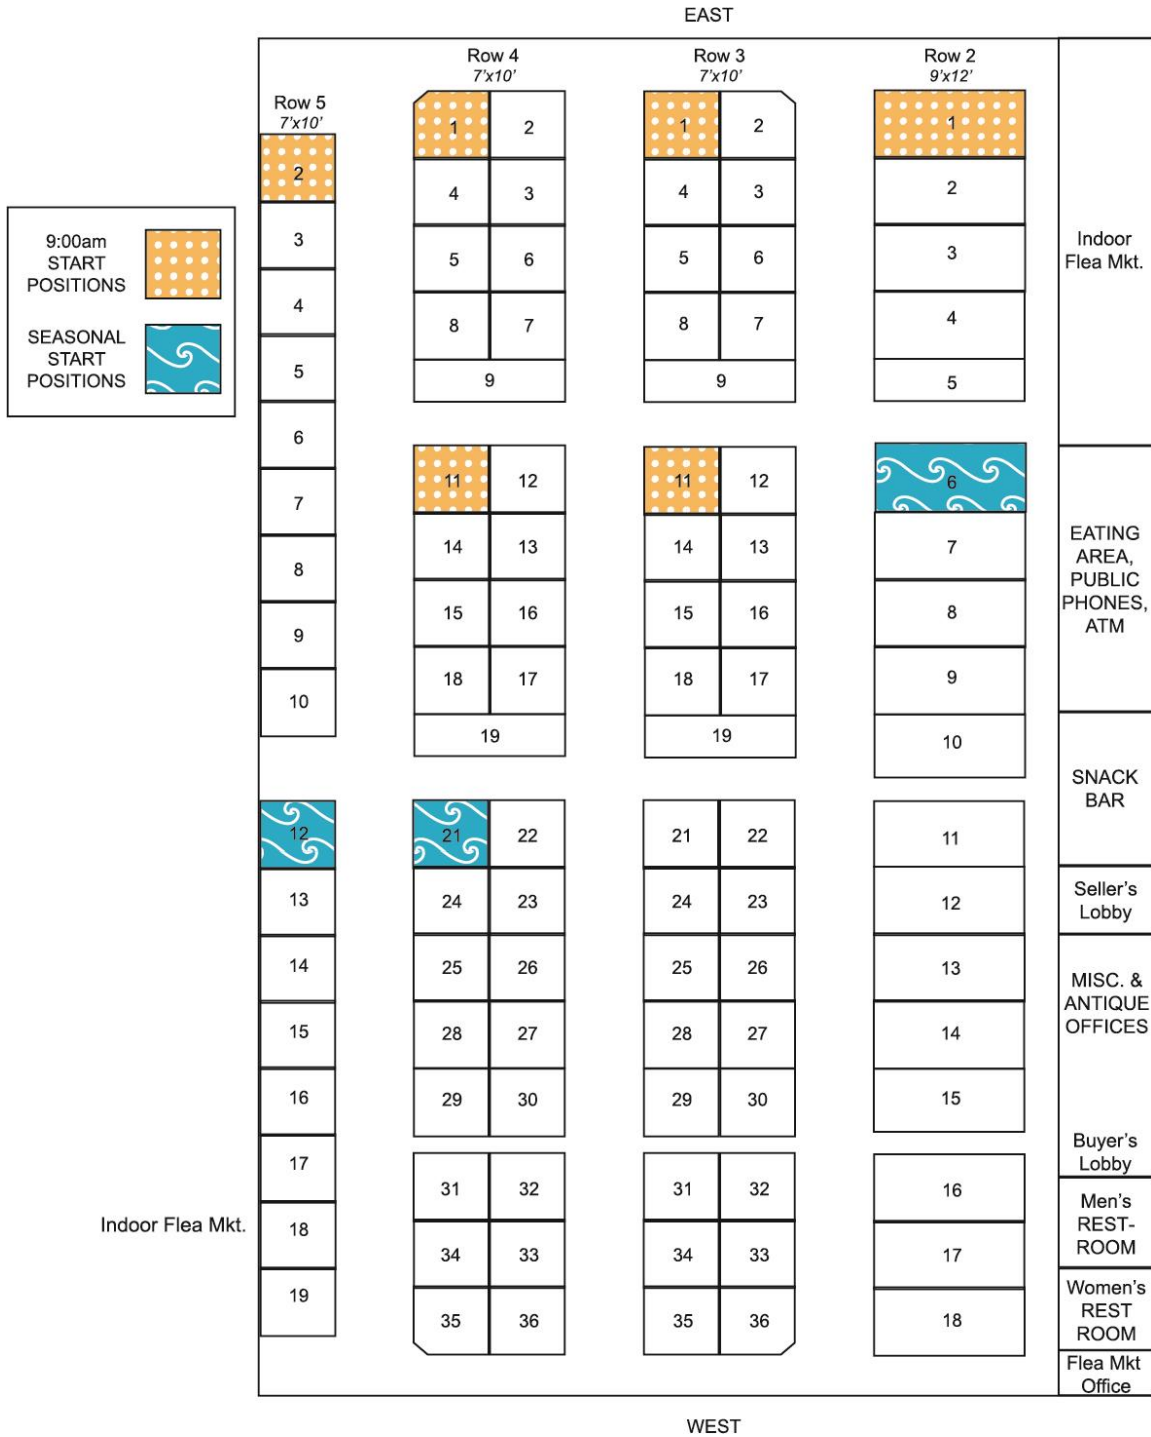 EAST
Row 5
7'x10'
2
3
4
5
6
7
8
9
10
12
13
14
15
16
17
18
19
Row 4
7'x10'
1 2
4 3
5 6
8 7
9
11 12
14 13
15 16
18 17
19
21 22
24 23
25 26
28 27
29 30
31 32
34 33
35 36
Row 3
7'x10'
1 2
4 3
5 6
8 7
9
11 12
14 13
15 16
18 17
19
21 22
24 23
25 26
28 27
29 30
31 32
34 33
35 36
Row 2
9'x12'
1
2
3
4
5
6
7
8
9
10
11
12
13
14
15
16
17
18
Indoor
Flea Mkt.
EATING
AREA,
PUBLIC
PHONES,
ATM
SNACK
BAR
Seller's
Lobby
MISC. &
ANTIQUE
OFFICES
Buyer's
Lobby
Men's
REST-
ROOM
Women's
REST
ROOM
Flea Mkt
Office
9:00am
START
POSITIONS
SEASONAL
START
POSITIONS
Indoor Flea Mkt.
WEST